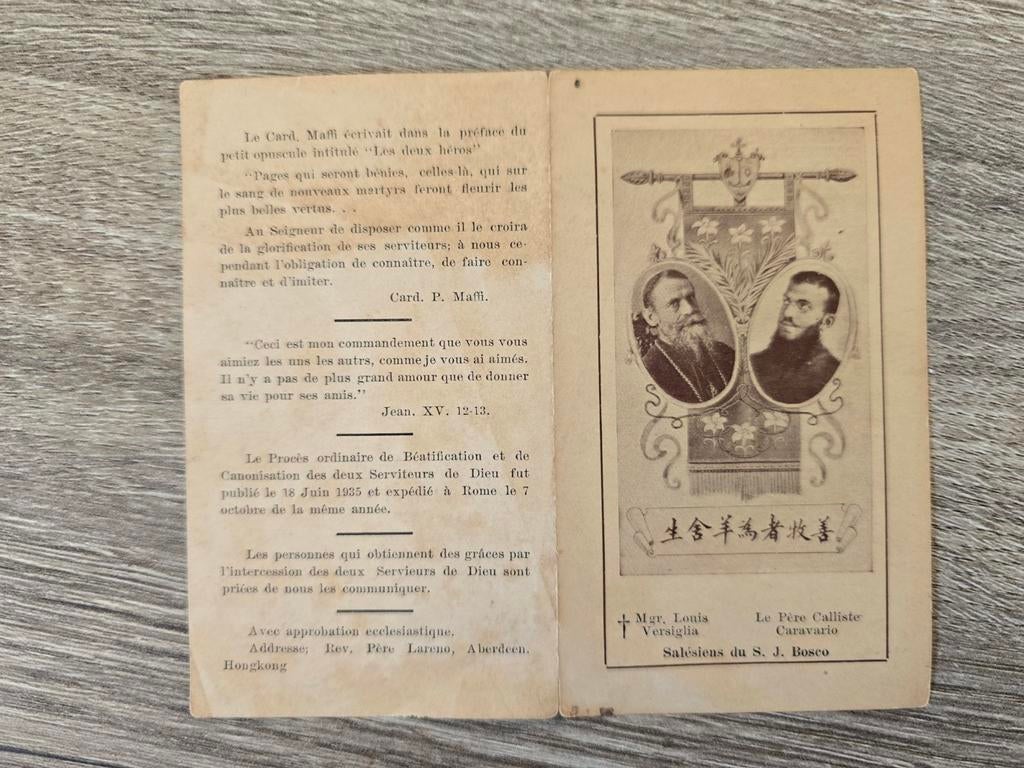 Le Card. Maffi écrivait dans la préface du
petit opuscule intitulé "Les deux héros"
"Pages qui seront bénies, celles-là, qui sur
le sang de nouveaux martyrs feront fleurir les
plus belles vertus. . .
Au Seigneur de disposer comme il le croira
de la glorification de ses serviteurs; à nous ce-
pendant l'obligation de connaître, de faire con-
naître et d'imiter.
Card. P. Maffi.
"Ceci est mon commandement que vous vous
aimiez les uns les autrs, comme je vous ai aimés.
Il n'y a pas de plus grand amour que de donner
sa vie pour ses amis."
Jean. XV. 12-13.
Le Procès ordinaire de Béatification et de
Canonisation des deux Serviteurs de Dieu fut
publié le 18 Juin 1935 et expédié à Rome le 7
octobre de la même année.
Les personnes qui obtiennent des grâces par
l'intercession des deux Servieurs de Dieu sont
priées de nous les communiquer.
Avec approbation ecclesiastique.
Addresse; Rev. Père Lareno, Aberdeen.
Hongkong
生舍羊為者牧善
† Mgr. Louis
Versiglia
Le Père Calliste
Caravario
Salésiens du S. J. Bosco